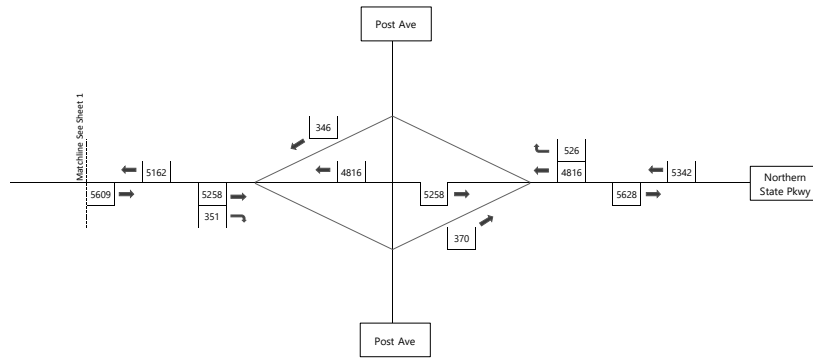 Post Ave
Matchline See Sheet 1
346
526
5162
4816
4816
5342
Northern
State Pkwy
5609
5258
5258
5628
351
370
Post Ave